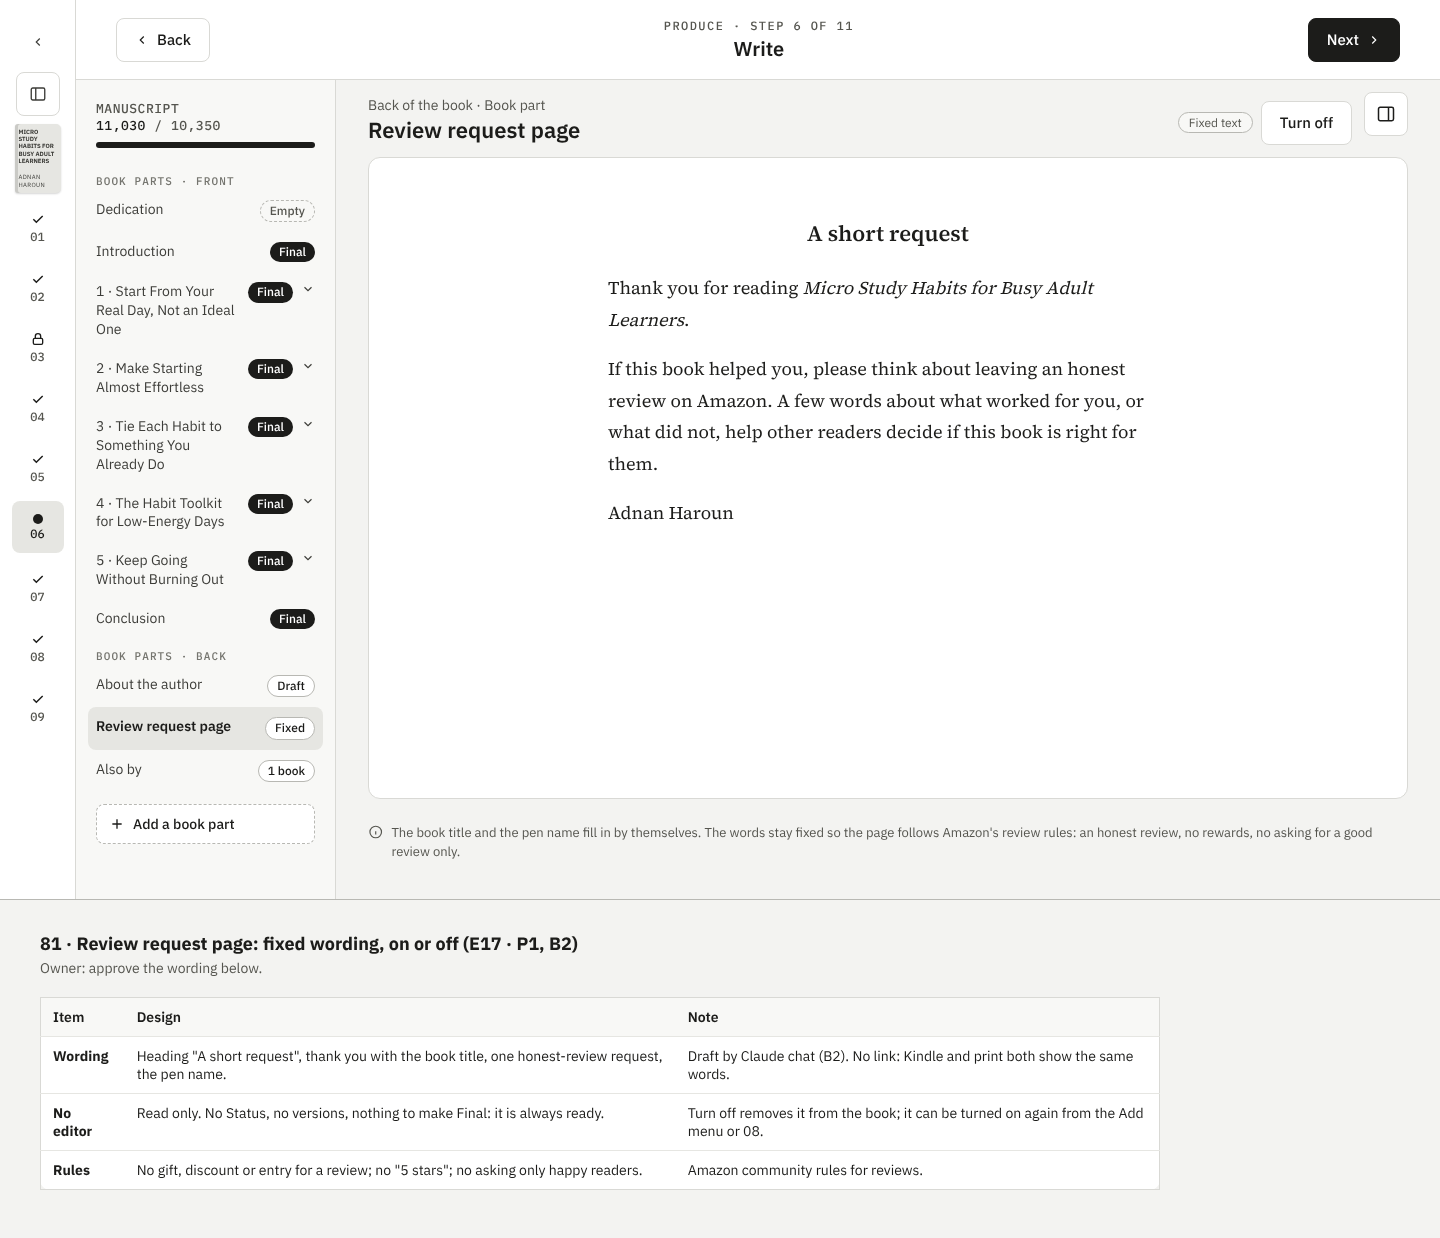 PRODUCE · STEP 6 OF 11
Back
Write
Next
MICRO
STUDY
HABITS FOR
BUSY ADULT
LEARNERS
ADNAN
HAROUN
01
02
03
04
05
06
07
08
09
MANUSCRIPT
11,030 / 10,350
BOOK PARTS · FRONT
Dedication
Empty
Introduction
Final
1 · Start From Your
Real Day, Not an Ideal
One
Final
2 · Make Starting
Almost Effortless
Final
3 · Tie Each Habit to
Something You
Already Do
Final
4 · The Habit Toolkit
for Low-Energy Days
Final
5 · Keep Going
Without Burning Out
Final
Conclusion
Final
BOOK PARTS · BACK
About the author
Draft
Review request page
Fixed
Also by
1 book
Add a book part
Back of the book · Book part
Review request page
Fixed text
Turn off
A short request
Thank you for reading Micro Study Habits for Busy Adult
Learners.
If this book helped you, please think about leaving an honest
review on Amazon. A few words about what worked for you, or
what did not, help other readers decide if this book is right for
them.
Adnan Haroun
The book title and the pen name fill in by themselves. The words stay fixed so the page follows Amazon's review rules: an honest review, no rewards, no asking for a good
review only.
81 · Review request page: fixed wording, on or off (E17 · P1, B2)
Owner: approve the wording below.
Item
Design
Note
Wording
Heading "A short request", thank you with the book title, one honest-review request,
the pen name.
Draft by Claude chat (B2). No link: Kindle and print both show the same
words.
No
editor
Read only. No Status, no versions, nothing to make Final: it is always ready.
Turn off removes it from the book; it can be turned on again from the Add
menu or 08.
Rules
No gift, discount or entry for a review; no "5 stars"; no asking only happy readers.
Amazon community rules for reviews.